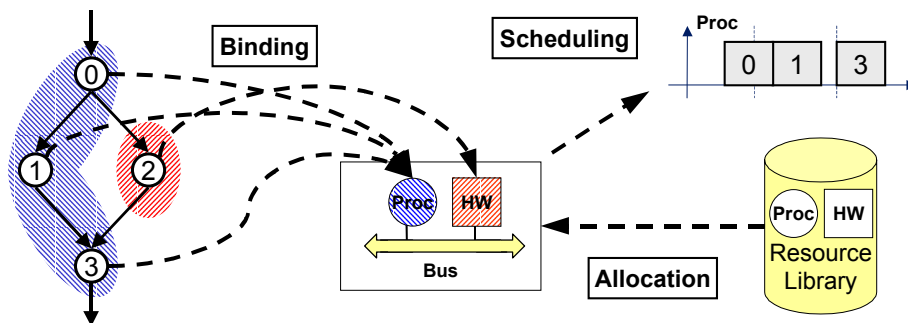 Binding
Scheduling
Proc
0 1 3
0
1
2
3
Proc
HW
Bus
Allocation
Proc
HW
Resource
Library